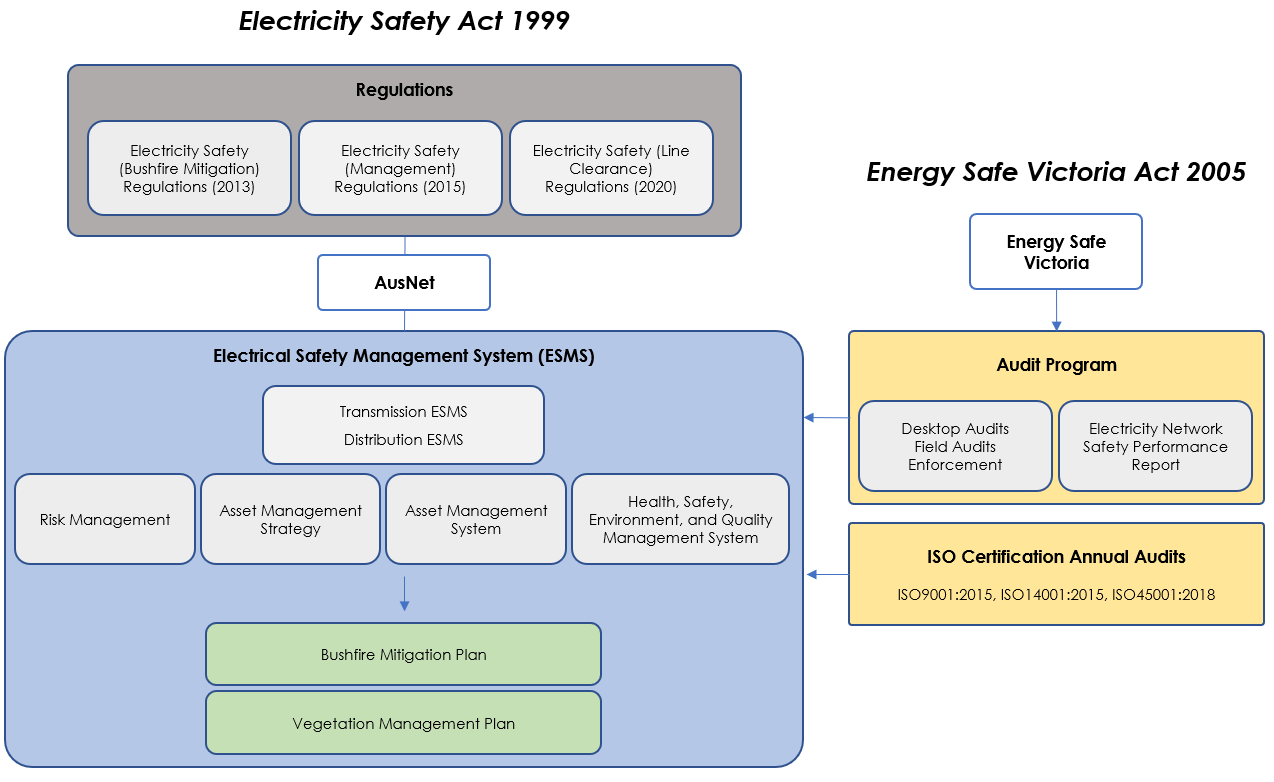 Electricity Safety Act 1999
Regulations
Electricity Safety
(Bushfire Mitigation)
Regulations (2013)
Electricity Safety
(Management)
Regulations (2015)
Electricity Safety (Line
Clearance)
Regulations (2020)
Energy Safe Victoria Act 2005
Energy Safe
Victoria
AusNet
Electrical Safety Management System (ESMS)
Transmission ESMS
Distribution ESMS
Risk Management
Asset Management
Strategy
Asset Management
System
Health, Safety,
Environment, and Quality
Management System
Bushfire Mitigation Plan
Vegetation Management Plan
Audit Program
Desktop Audits
Field Audits
Enforcement
Electricity Network
Safety Performance
Report
ISO Certification Annual Audits
ISO9001:2015, ISO14001:2015, ISO45001:2018